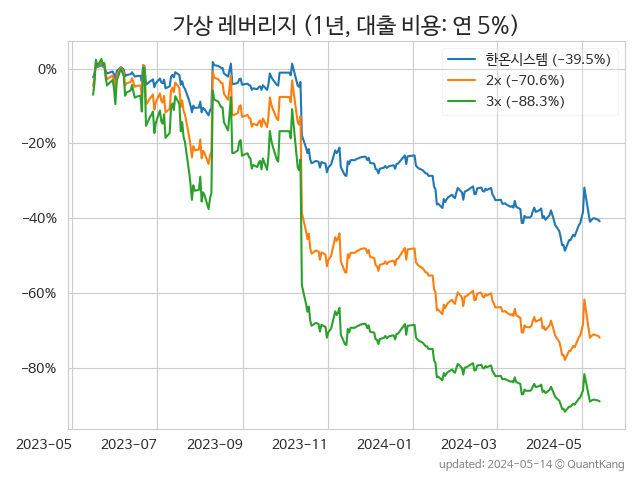 가상 레버리지 (1년, 대출 비용: 연 5%)
한온시스템 (−39.5%)
2x (−70.6%)
3x (−88.3%)
0%
−20%
−40%
−60%
−80%
2023-05 2023-07 2023-09 2023-11 2024-01 2024-03 2024-05
updated: 2024-05-14 © QuantKang